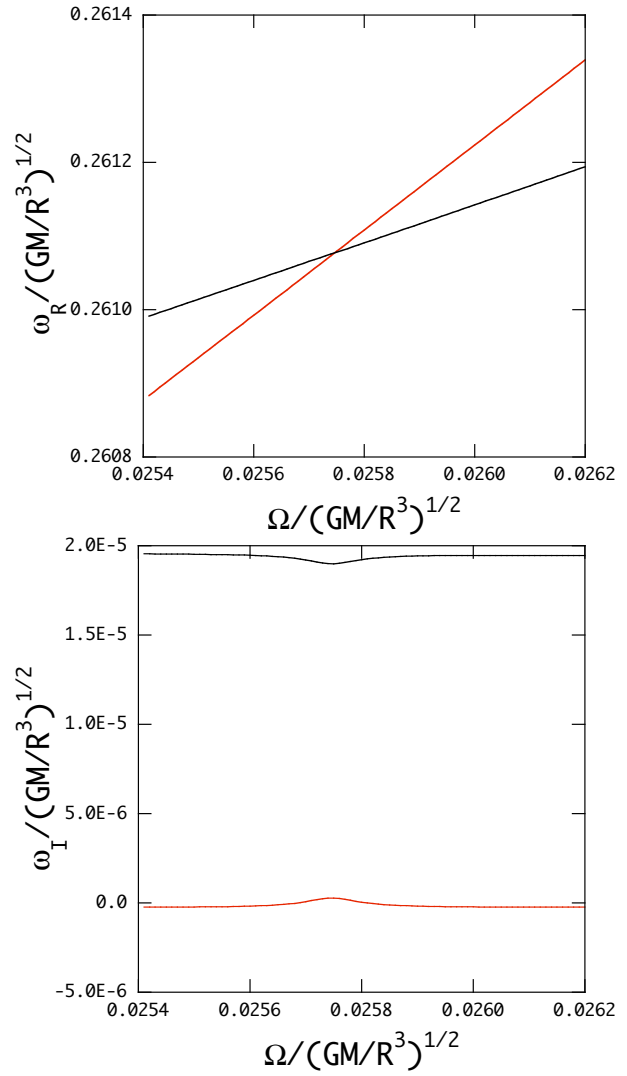 0.2614
0.2612
0.2610
0.2608
ω_R/(GM/R^3)^{1/2}
0.0254 0.0256 0.0258 0.0260 0.0262
Ω/(GM/R^3)^{1/2}
2.0E-5
1.5E-5
1.0E-5
5.0E-6
0.0
-5.0E-6
ω_I/(GM/R^3)^{1/2}
0.0254 0.0256 0.0258 0.0260 0.0262
Ω/(GM/R^3)^{1/2}